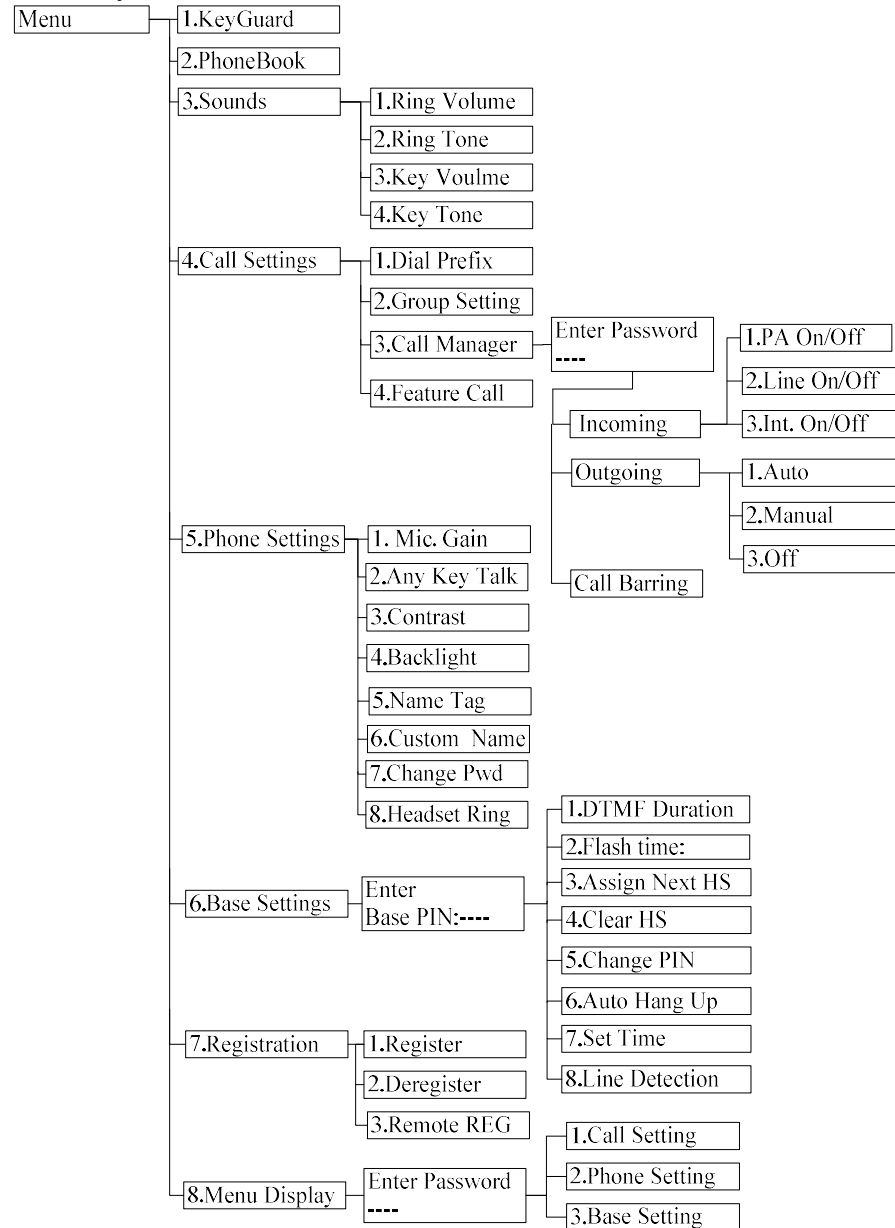 Menu
1.KeyGuard
2.PhoneBook
3.Sounds
1.Ring Volume
2.Ring Tone
3.Key Voulme
4.Key Tone
4.Call Settings
1.Dial Prefix
2.Group Setting
3.Call Manager
Enter Password
----
Incoming
1.PA On/Off
2.Line On/Off
3.Int. On/Off
Outgoing
1.Auto
2.Manual
3.Off
Call Barring
4.Feature Call
5.Phone Settings
1. Mic. Gain
2.Any Key Talk
3.Contrast
4.Backlight
5.Name Tag
6.Custom Name
7.Change Pwd
8.Headset Ring
6.Base Settings
Enter
Base PIN:----
1.DTMF Duration
2.Flash time:
3.Assign Next HS
4.Clear HS
5.Change PIN
6.Auto Hang Up
7.Set Time
8.Line Detection
7.Registration
1.Register
2.Deregister
3.Remote REG
8.Menu Display
Enter Password
----
1.Call Setting
2.Phone Setting
3.Base Setting